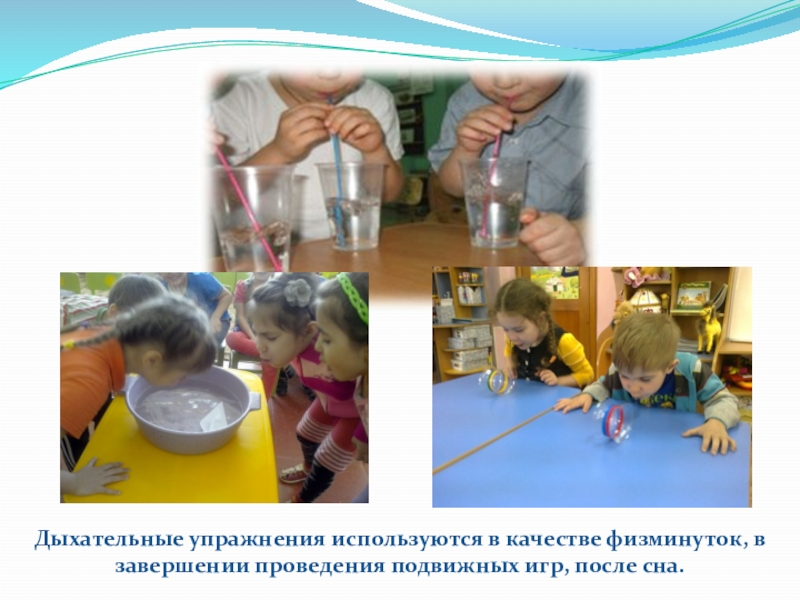 Дыхательные упражнения используются в качестве физминуток, в
завершении проведения подвижных игр, после сна.